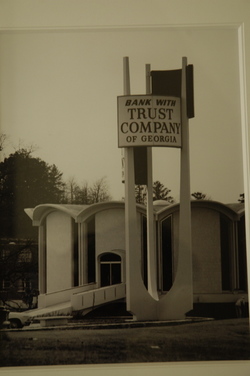 BANK WITH
TRUST
COMPANY
OF GEORGIA